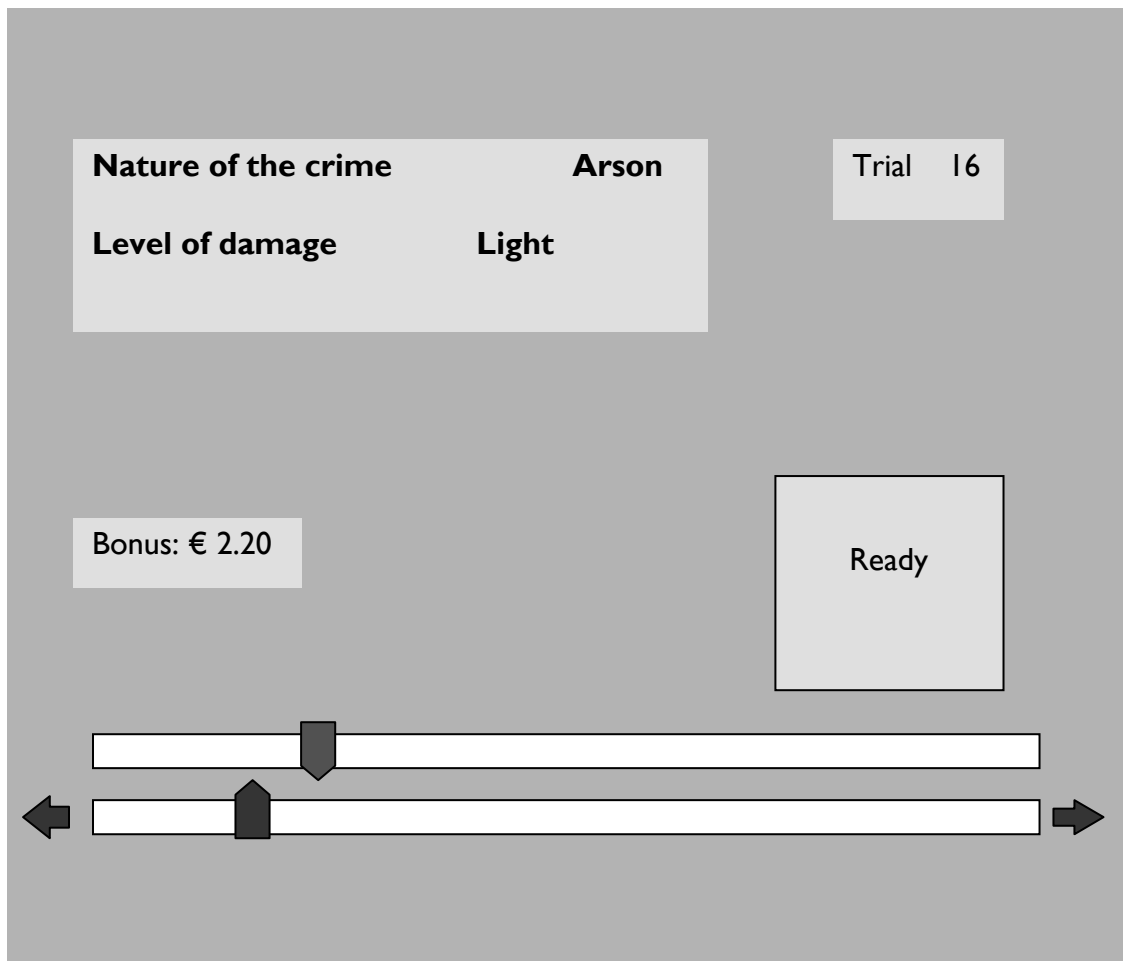 Nature of the crime Arson
Trial 16
Level of damage Light
Bonus: € 2.20
Ready